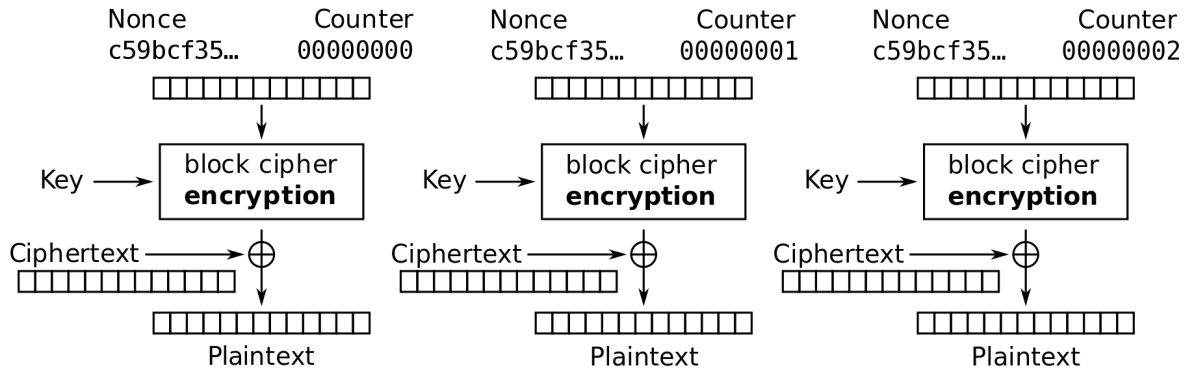 Nonce Counter Nonce Counter Nonce Counter
c59bcf35… 00000000 c59bcf35… 00000001 c59bcf35… 00000002
block cipher block cipher block cipher
Key encryption Key encryption Key encryption
Ciphertext Ciphertext Ciphertext
Plaintext Plaintext Plaintext